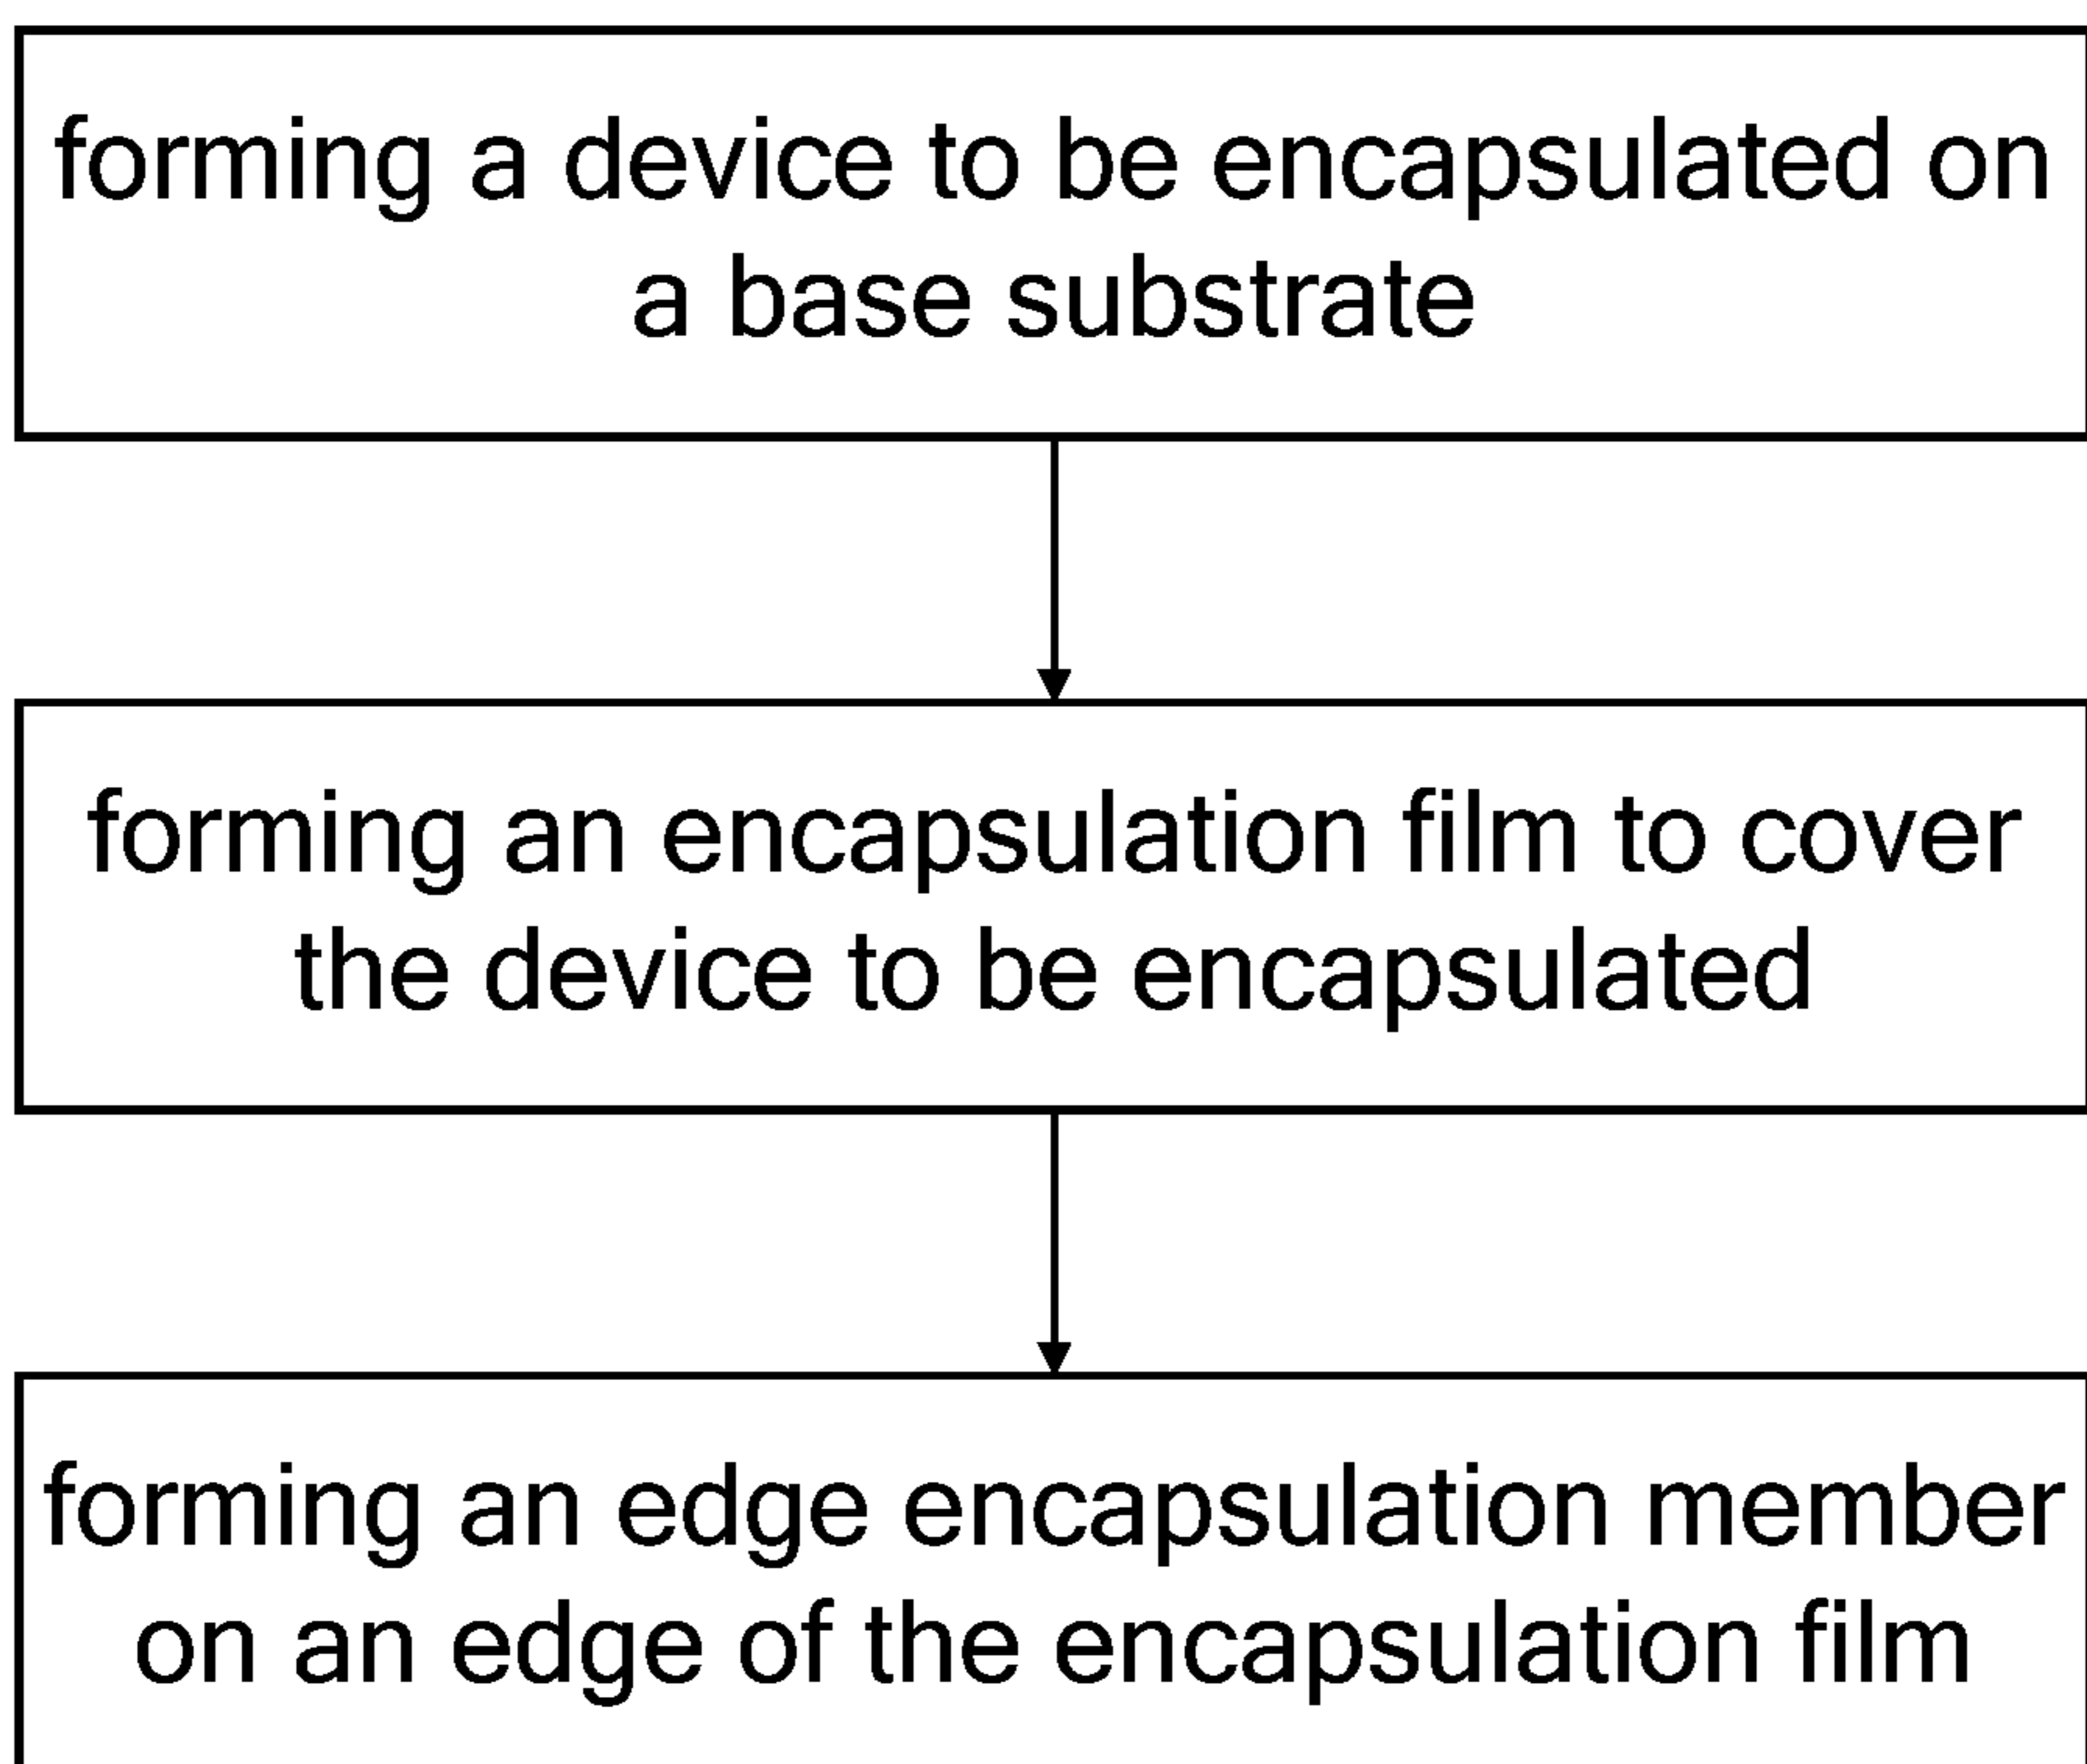 forming a device to be encapsulated on
a base substrate
forming an encapsulation film to cover
the device to be encapsulated
forming an edge encapsulation member
on an edge of the encapsulation film